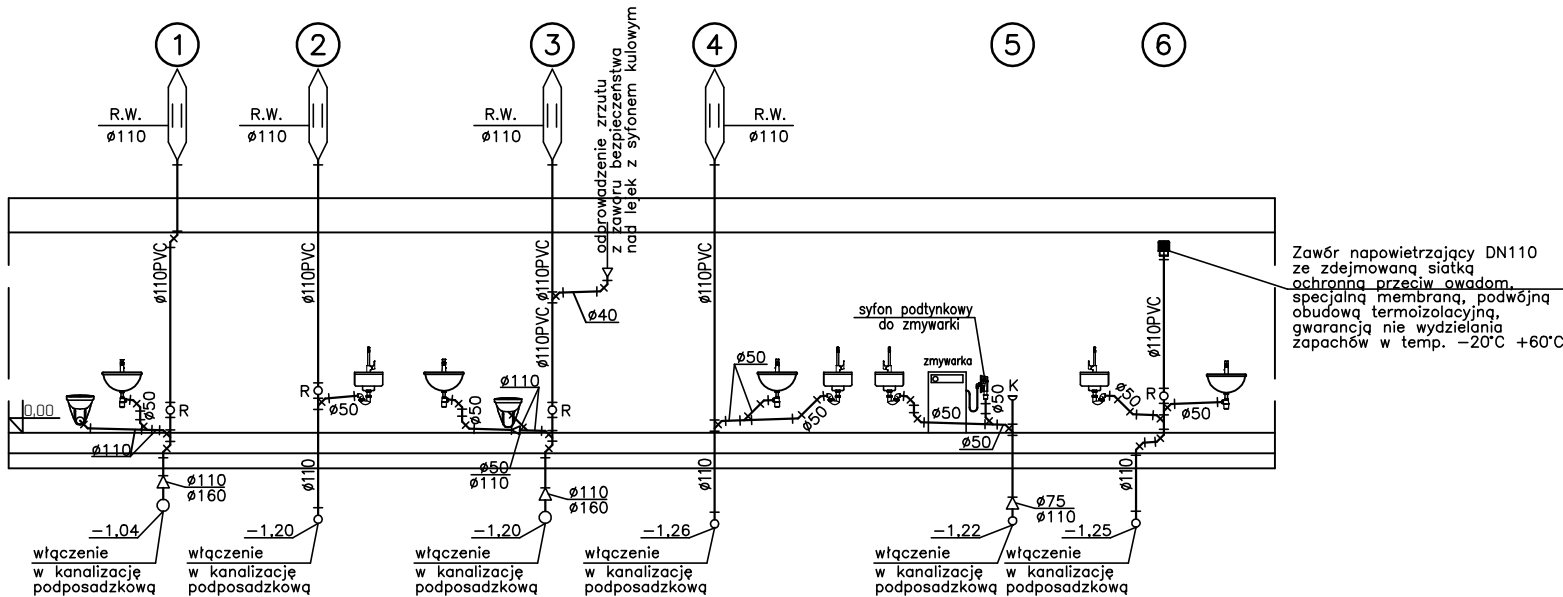 1
2
3
4
5
6
R.W.
ø110
R.W.
ø110
R.W.
ø110
R.W.
ø110
odprowadzenie zrzutu
z zaworu bezpieczeństwa
nad lejek z syfonem kulowym
ø110PVC
ø110PVC
ø110PVC
ø110PVC
ø110PVC
ø40
Zawór napowietrzający DN110
ze zdejmowaną siatką
ochronną przeciw owadom,
specjalną membraną, podwójną
obudową termoizolacyjną,
gwarancją nie wydzielania
zapachów w temp. −20°C +60°C
syfon podtynkowy
do zmywarki
zmywarka
0,00
ø50
R
ø110
R
ø50
ø50
ø110
R
ø50
ø110
ø50
ø50
ø50
ø50
K
ø50
ø50
R
ø50
ø110
ø160
ø110
ø110
ø160
ø110
ø75
ø110
ø110
−1,04
−1,20
−1,20
−1,26
−1,22
−1,25
włączenie
w kanalizację
podposadzkową
włączenie
w kanalizację
podposadzkową
włączenie
w kanalizację
podposadzkową
włączenie
w kanalizację
podposadzkową
włączenie
w kanalizację
podposadzkową
włączenie
w kanalizację
podposadzkową